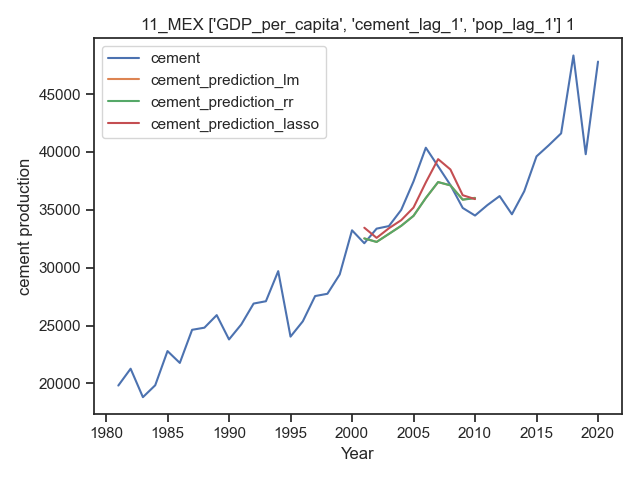 11_MEX ['GDP_per_capita', 'cement_lag_1', 'pop_lag_1'] 1
cement
cement_prediction_lm
cement_prediction_rr
cement_prediction_lasso
45000
40000
35000
30000
25000
20000
cement production
1980 1985 1990 1995 2000 2005 2010 2015 2020
Year